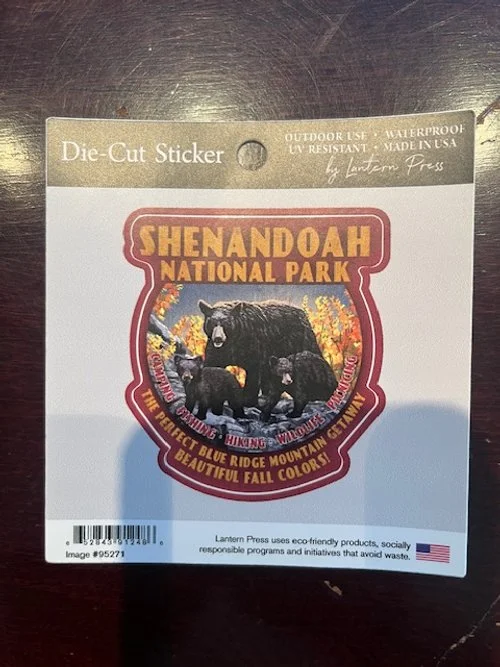 Die-Cut Sticker
OUTDOOR USE • WATERPROOF
UV RESISTANT • MADE IN USA
by Lantern Press
SHENANDOAH
NATIONAL PARK
CAMPING · FISHING · HIKING · WILDLIFE · PICNICING
THE PERFECT BLUE RIDGE MOUNTAIN GETAWAY
BEAUTIFUL FALL COLORS!
Lantern Press uses eco-friendly products, socially
responsible programs and initiatives that avoid waste.
Image #95271